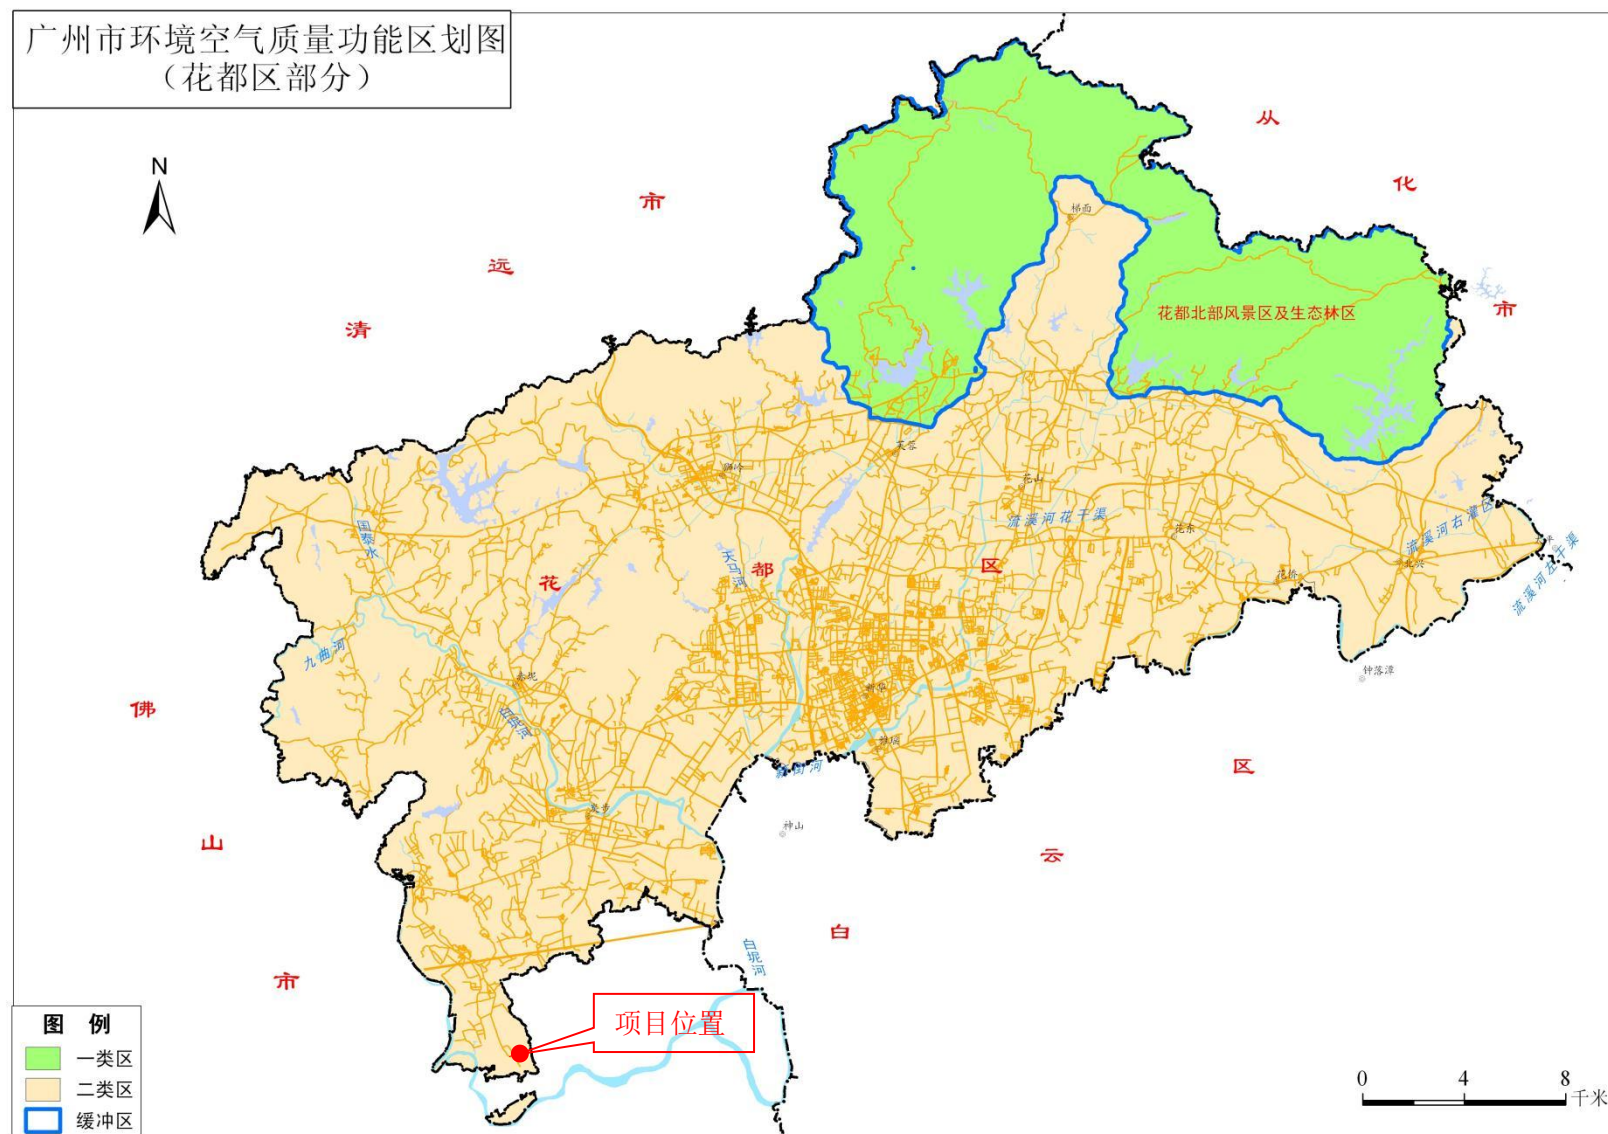 广州市环境空气质量功能区划图
（花都区部分）
N
从
化
市
市
远
清
梯面
花都北部风景区及生态林区
芙蓉
狮岭
花山
流溪河花干渠
花东
流溪河右灌区
北兴
流溪河左干渠
花侨
国泰水
天马河
花
都
区
九曲河
赤坭
白坭河
新华
雅瑶
新街河
钟落潭
炭步
神山
佛
山
市
区
云
白
白坭河
项目位置
图 例
一类区
二类区
缓冲区
0 4 8
千米